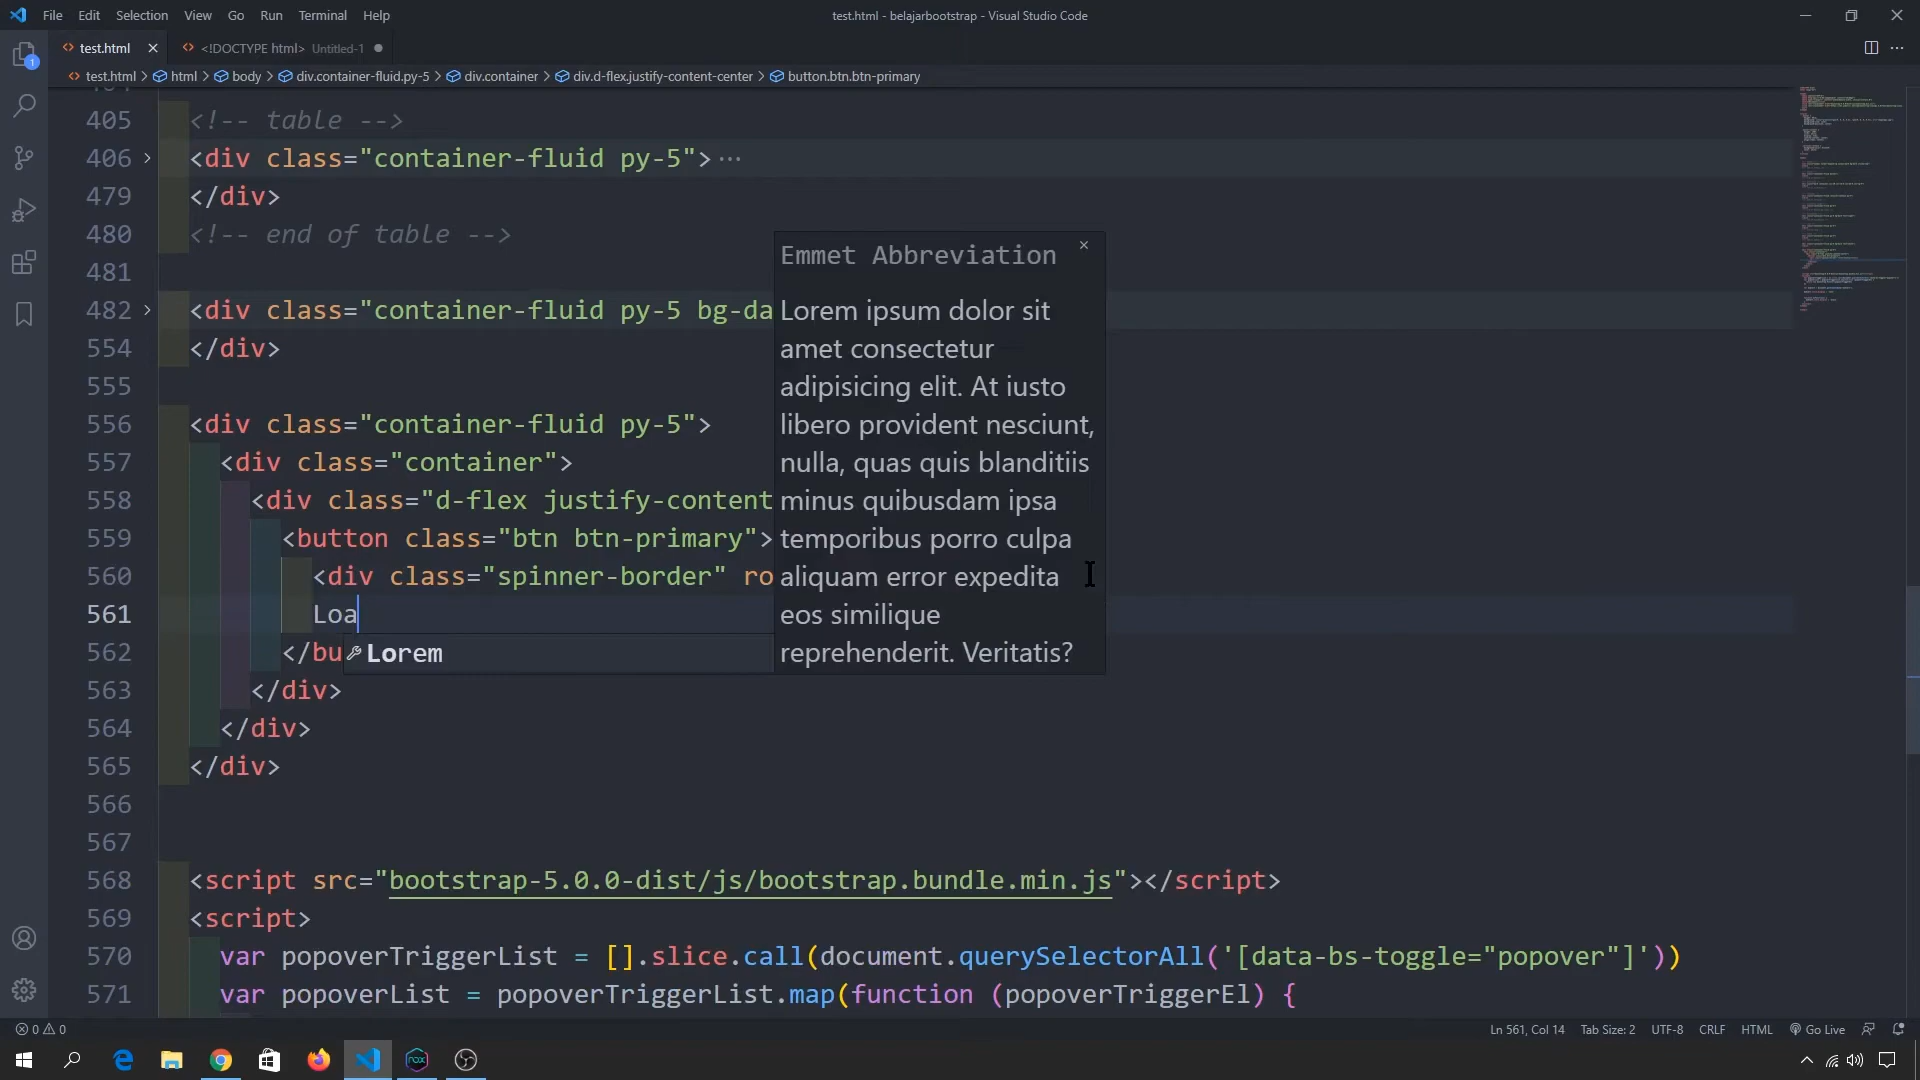 File Edit Selection View Go Run Terminal Help
test.html - belajarbootstrap - Visual Studio Code
test.html <!DOCTYPE html> Untitled-1
test.html > html > body > div.container-fluid.py-5 > div.container > div.d-flex.justify-content-center > button.btn.btn-primary
1
405 <!-- table -->
406 <div class="container-fluid py-5"> ...
479 </div>
480 <!-- end of table -->
481
482 <div class="container-fluid py-5 bg-da
554 </div>
555
556 <div class="container-fluid py-5">
557 <div class="container">
558 <div class="d-flex justify-content
559 <button class="btn btn-primary">
560 <div class="spinner-border" ro
561 Loa
562 </bu
563 </div>
564 </div>
565 </div>
566
567
568 <script src="bootstrap-5.0.0-dist/js/bootstrap.bundle.min.js"></script>
569 <script>
570 var popoverTriggerList = [].slice.call(document.querySelectorAll('[data-bs-toggle="popover"]'))
571 var popoverList = popoverTriggerList.map(function (popoverTriggerEl) {
Lorem
Emmet Abbreviation
Lorem ipsum dolor sit
amet consectetur
adipisicing elit. At iusto
libero provident nesciunt,
nulla, quas quis blanditiis
minus quibusdam ipsa
temporibus porro culpa
aliquam error expedita
eos similique
reprehenderit. Veritatis?
0 0
Ln 561, Col 14 Tab Size: 2 UTF-8 CRLF HTML Go Live